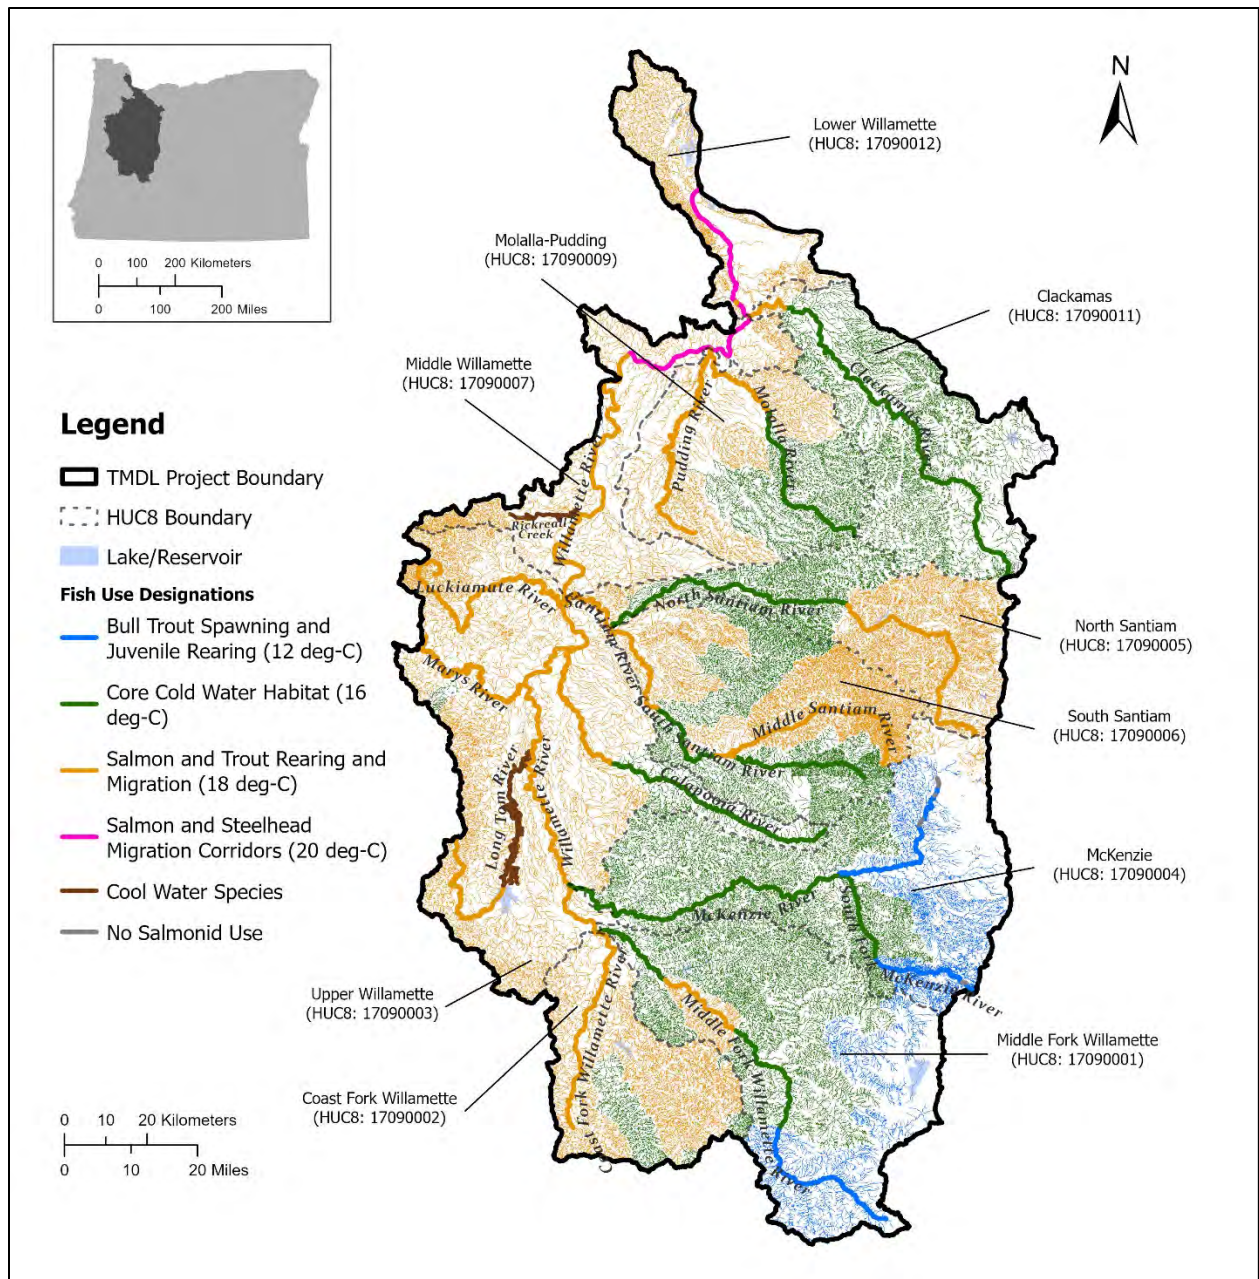 N
0 100 200 Kilometers
0 100 200 Miles
Lower Willamette
(HUC8: 17090012)
Molalla-Pudding
(HUC8: 17090009)
Clackamas
(HUC8: 17090011)
Middle Willamette
(HUC8: 17090007)
Legend
TMDL Project Boundary
HUC8 Boundary
Lake/Reservoir
Fish Use Designations
Bull Trout Spawning and
Juvenile Rearing (12 deg-C)
Core Cold Water Habitat (16
deg-C)
Salmon and Trout Rearing and
Migration (18 deg-C)
Salmon and Steelhead
Migration Corridors (20 deg-C)
Cool Water Species
No Salmonid Use
Clackamas River
Molalla River
Pudding River
Willamette River
Rickreall
Creek
Luckiamute River
Santiam River
North Santiam River
North Santiam
(HUC8: 17090005)
Marys River
South Santiam River
Middle Santiam River
South Santiam
(HUC8: 17090006)
Long Tom River
Willamette River
Calapooia River
McKenzie
(HUC8: 17090004)
McKenzie River
South Fork McKenzie River
Upper Willamette
(HUC8: 17090003)
Coast Fork Willamette River
Middle Fork Willamette River
Middle Fork Willamette
(HUC8: 17090001)
Coast Fork Willamette
(HUC8: 17090002)
0 10 20 Kilometers
0 10 20 Miles